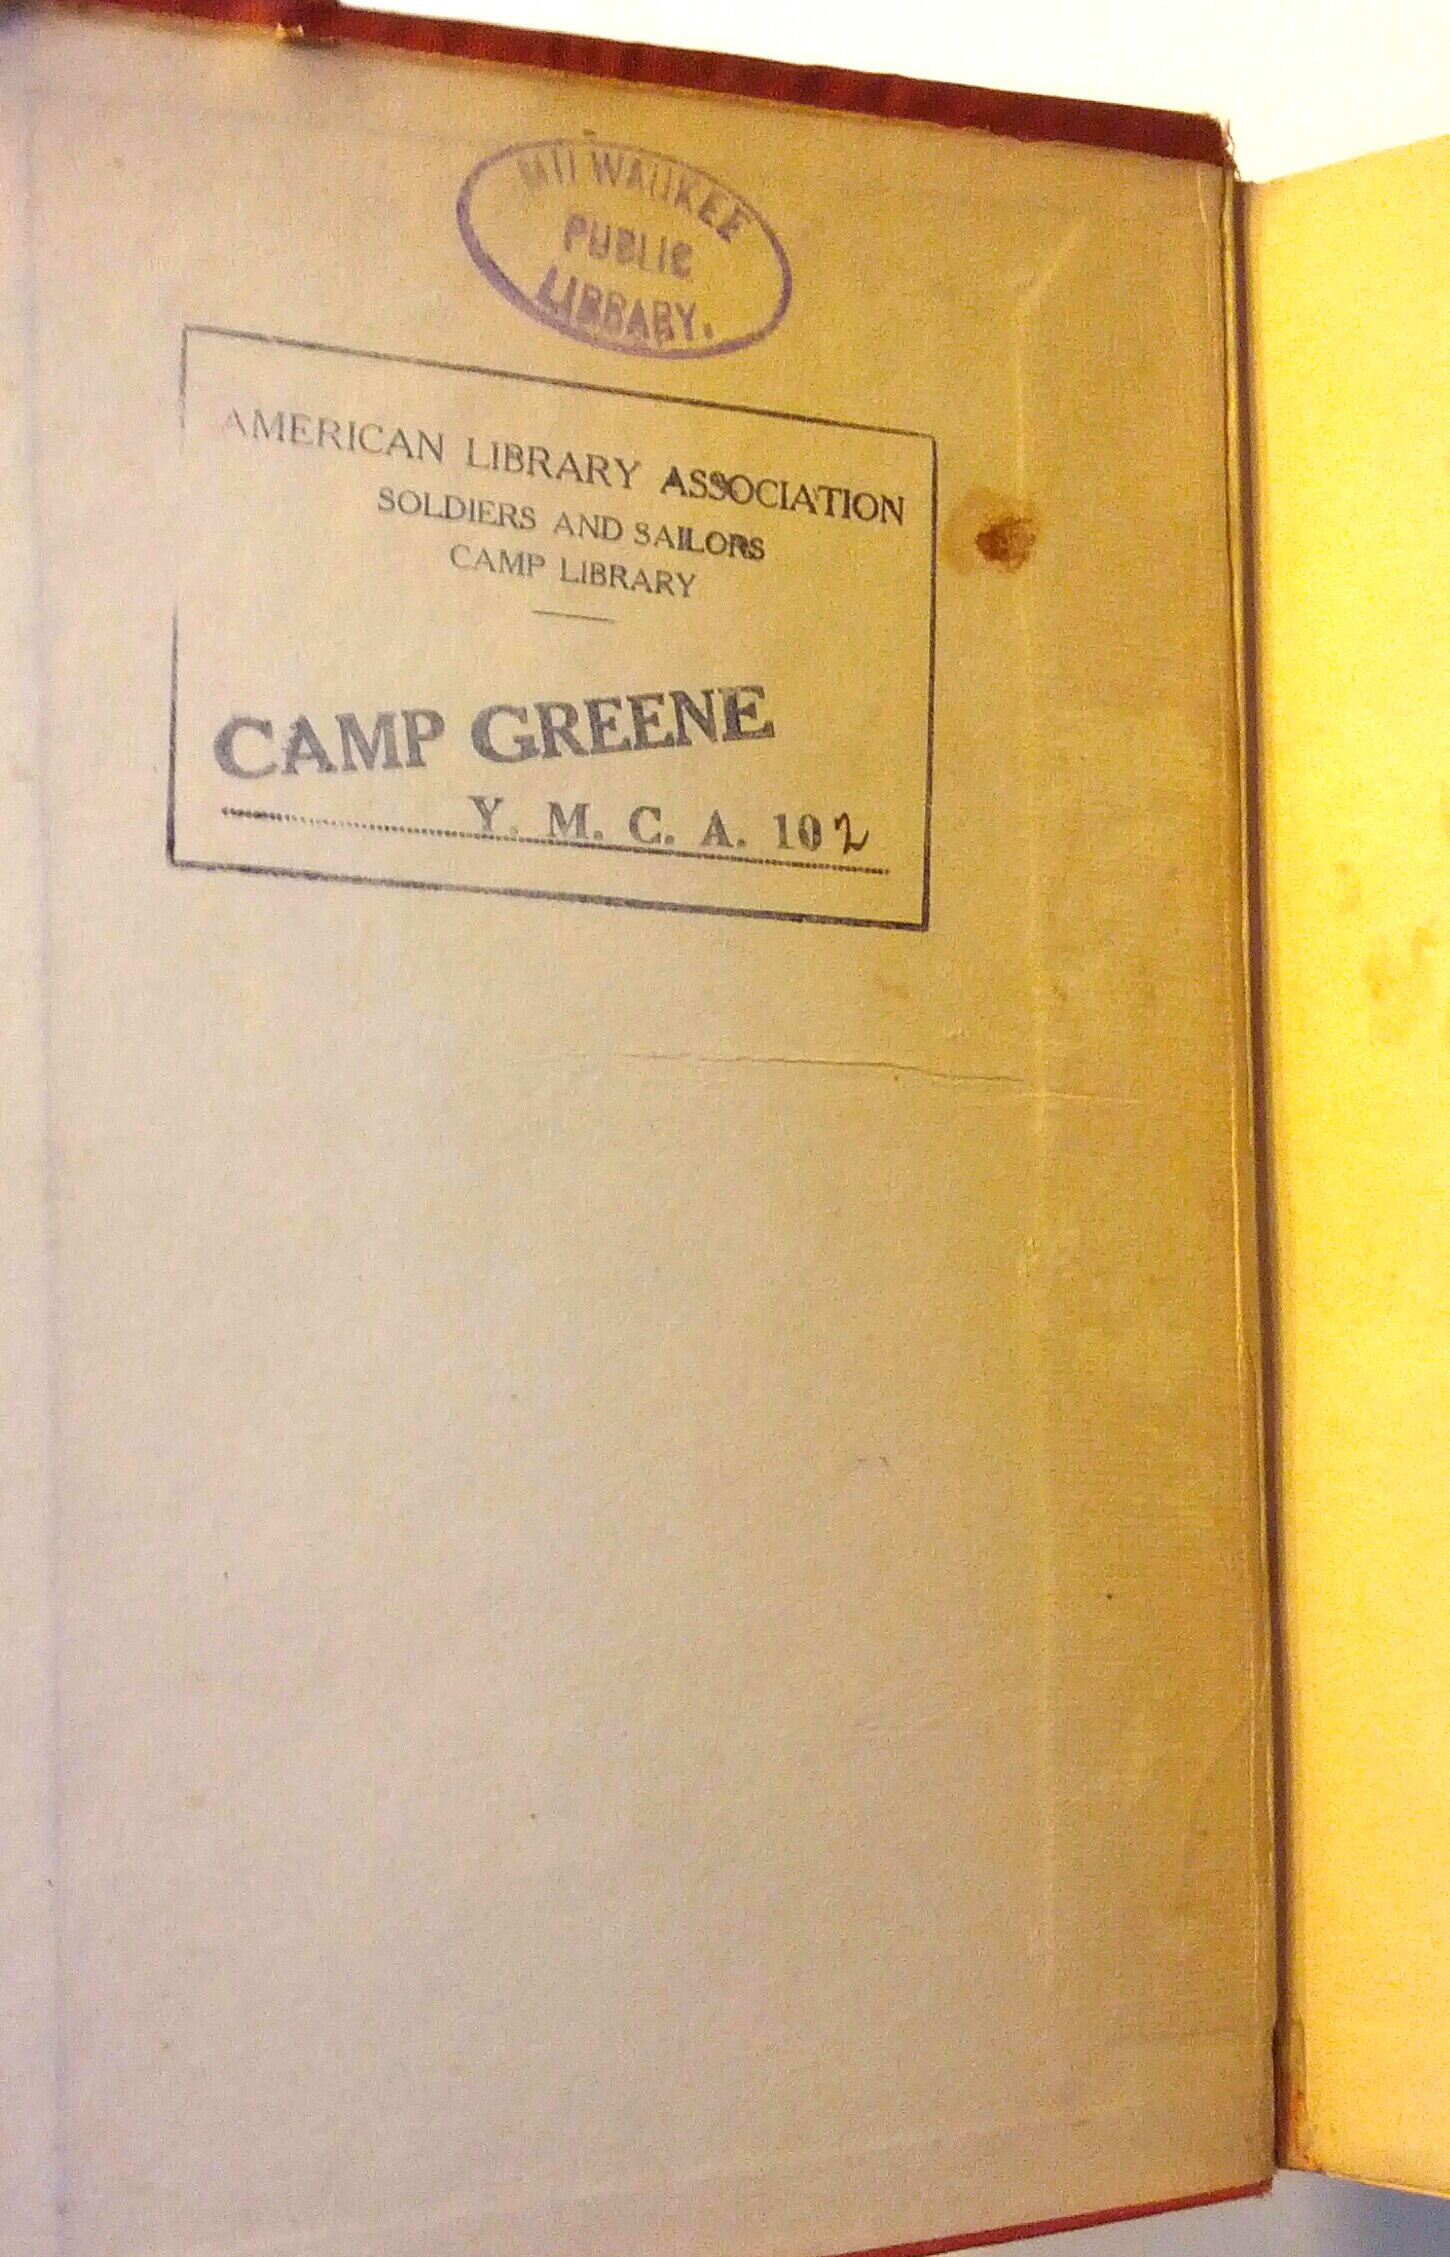 MILWAUKEE
PUBLIC
LIBRARY.
AMERICAN LIBRARY ASSOCIATION
SOLDIERS AND SAILORS
CAMP LIBRARY
CAMP GREENE
Y. M. C. A. 102